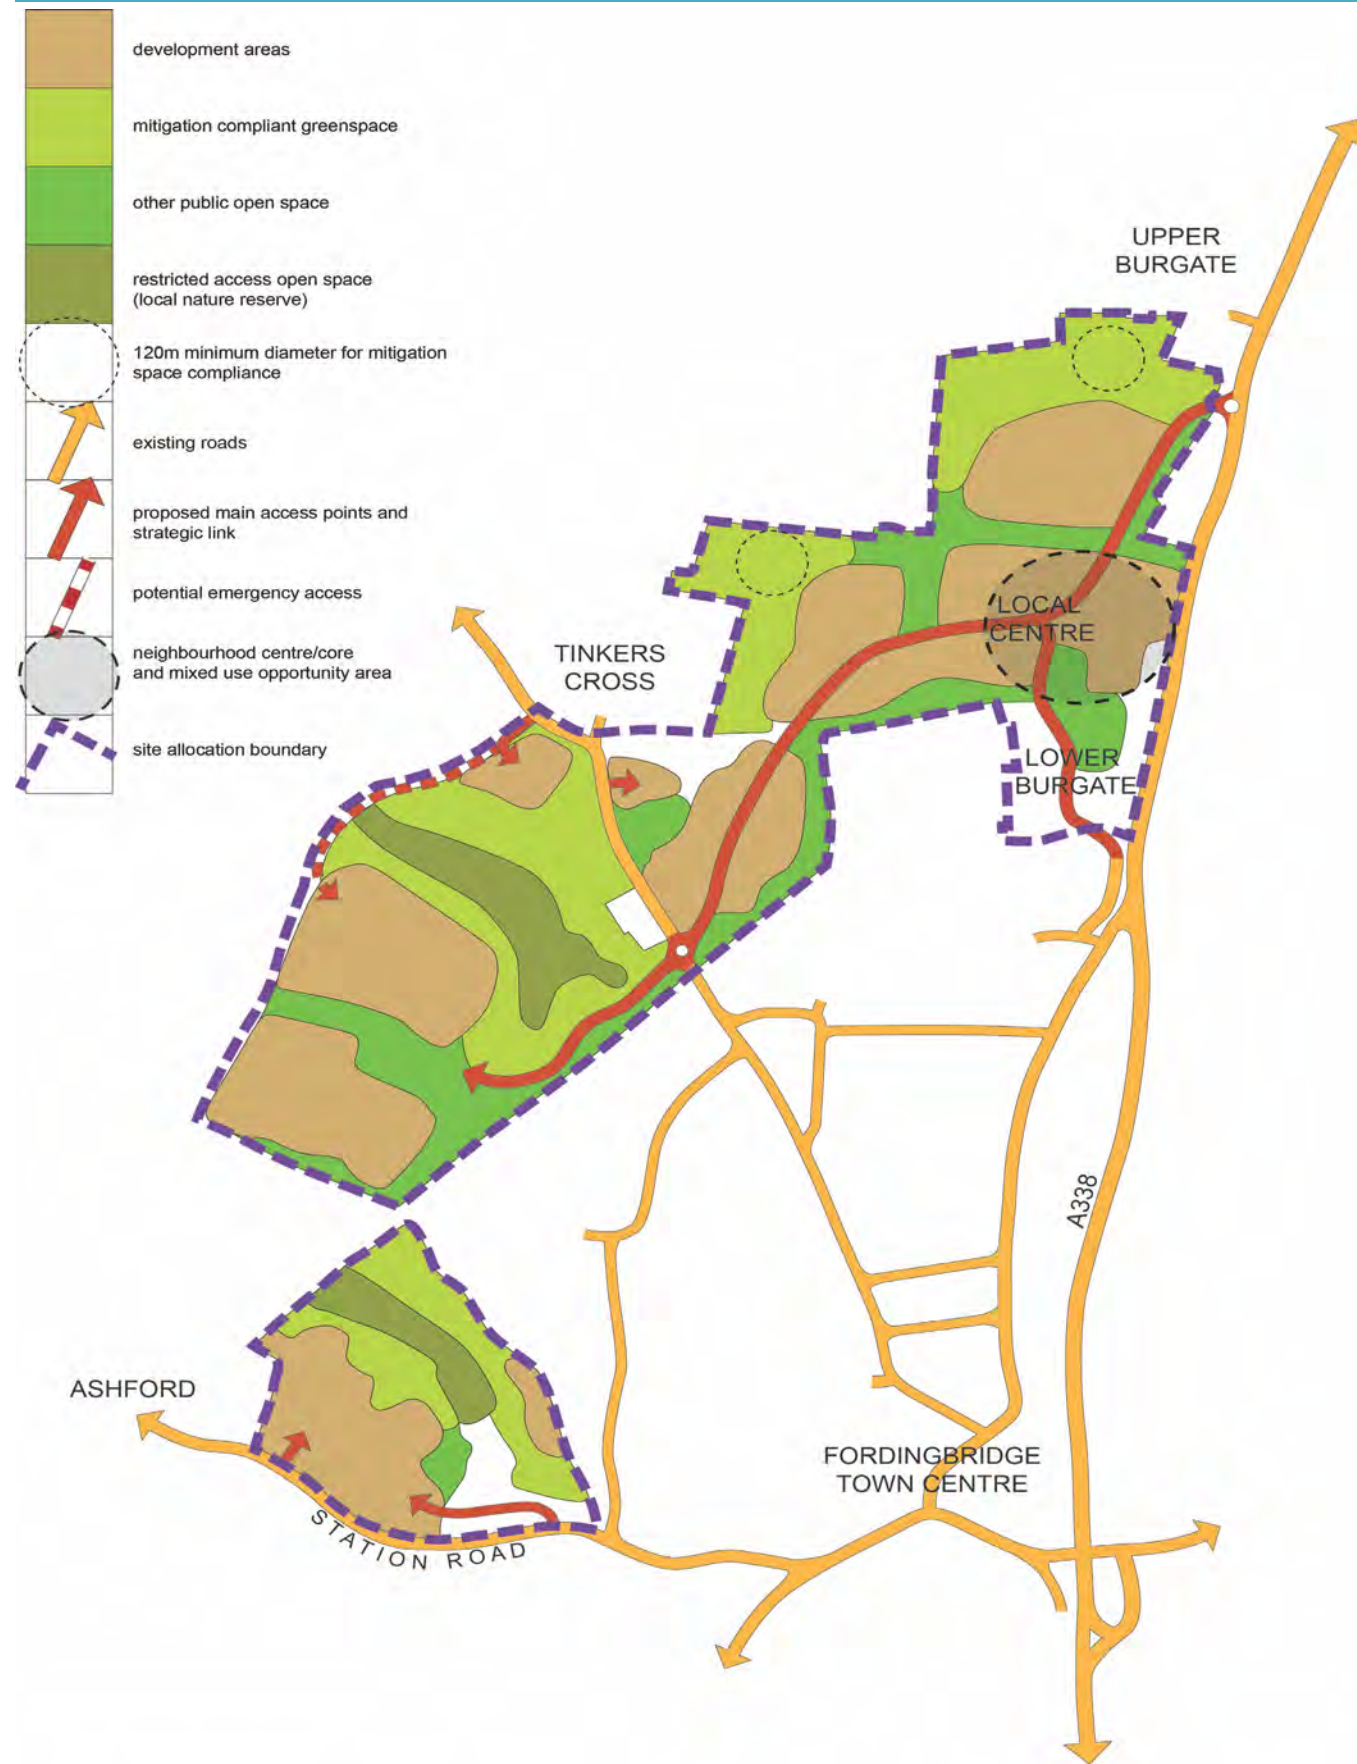 development areas
mitigation compliant greenspace
other public open space
restricted access open space
(local nature reserve)
120m minimum diameter for mitigation
space compliance
existing roads
proposed main access points and
strategic link
potential emergency access
neighbourhood centre/core
and mixed use opportunity area
site allocation boundary
UPPER
BURGATE
LOCAL
CENTRE
TINKERS
CROSS
LOWER
BURGATE
A338
ASHFORD
FORDINGBRIDGE
TOWN CENTRE
STATION ROAD